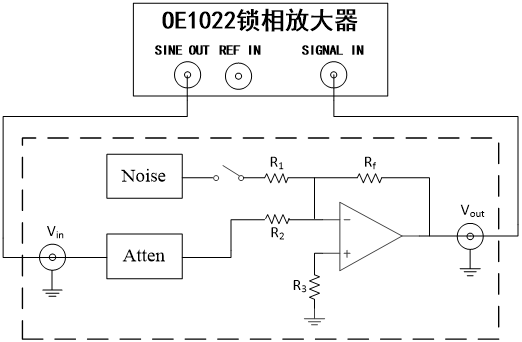 OE1022锁相放大器
SINE OUT REF IN SIGNAL IN
Noise
R1
Rf
Vin
Atten
R2
−
+
R3
Vout